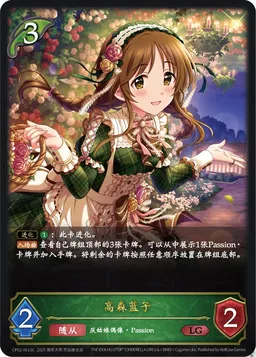 3
进化 1 ：此卡进化。
入场曲 查看自己牌组顶部的3张卡牌。可以从中展示1张Passion·
卡牌并加入手牌。将剩余的卡牌按照任意顺序放置在牌组底部。
高森蓝子
2
随从
灰姑娘偶像·Passion
LG
2